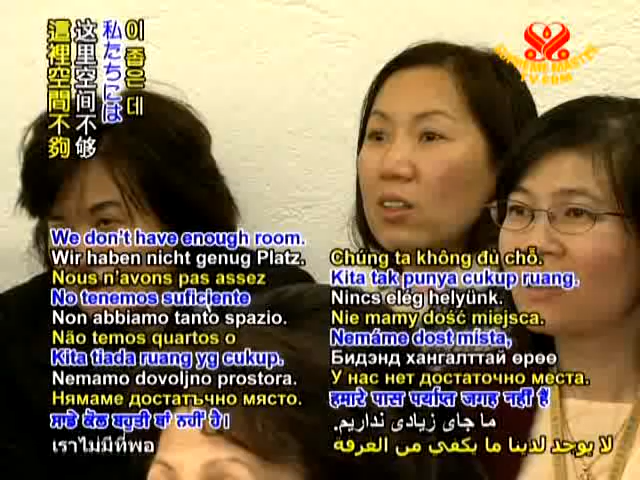 이 좁은 데
私たちには
这里空间不够
這裡空間不夠
SUPREME MASTER
TV.COM
We don't have enough room.
Wir haben nicht genug Platz.
Nous n'avons pas assez
No tenemos suficiente
Non abbiamo tanto spazio.
Não temos quartos o
Kita tiada ruang yg cukup.
Nemamo dovoljno prostora.
Нямаме достатъчно място.
ਸਾਡੇ ਕੋਲ ਬਹੁਤੀ ਥਾਂ ਨਹੀਂ ਹੈ।
เราไม่มีที่พอ
Chúng ta không đủ chỗ.
Kita tak punya cukup ruang.
Nincs elég helyünk.
Nie mamy dość miejsca.
Nemáme dost místa,
Бидэнд хангалттай өрөө
У нас нет достаточно места.
हमारे पास पर्याप्त जगह नहीं हैं
ما جای زیادی نداریم.
لا يوجد لدينا ما يكفي من الغرفة